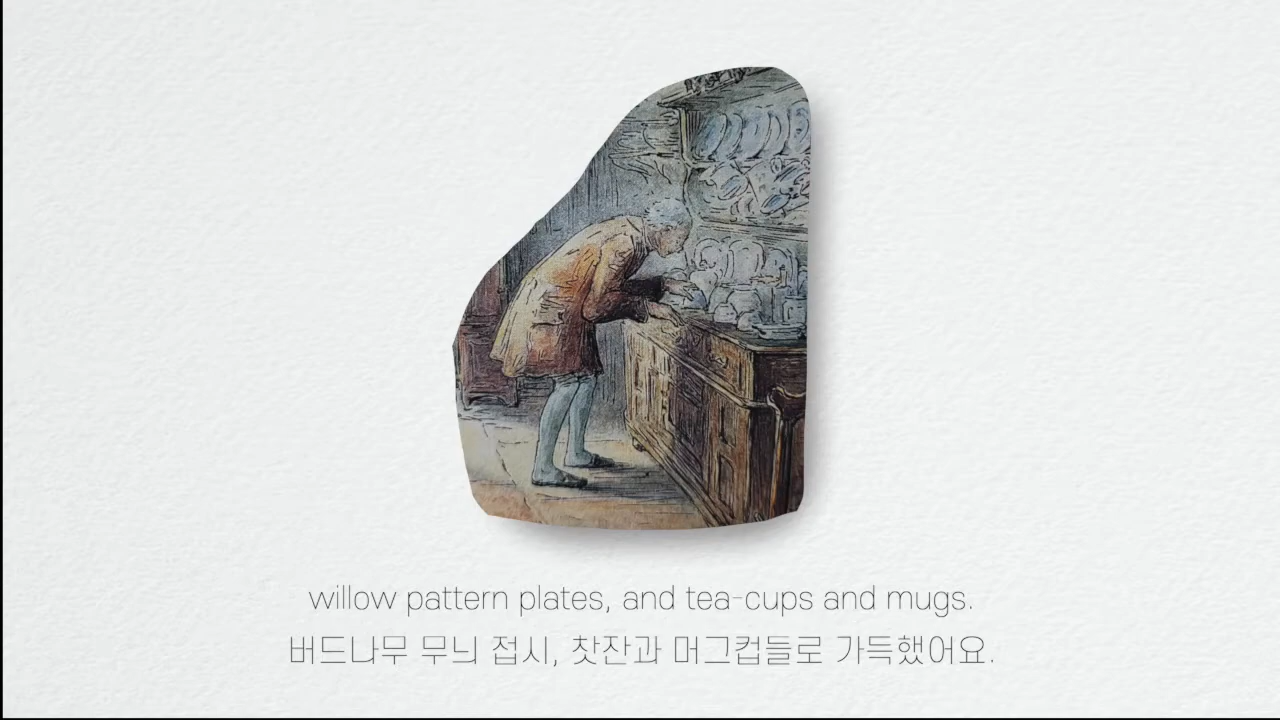 willow pattern plates, and tea-cups and mugs.
버드나무 무늬 접시, 찻잔과 머그컵들로 가득했어요.